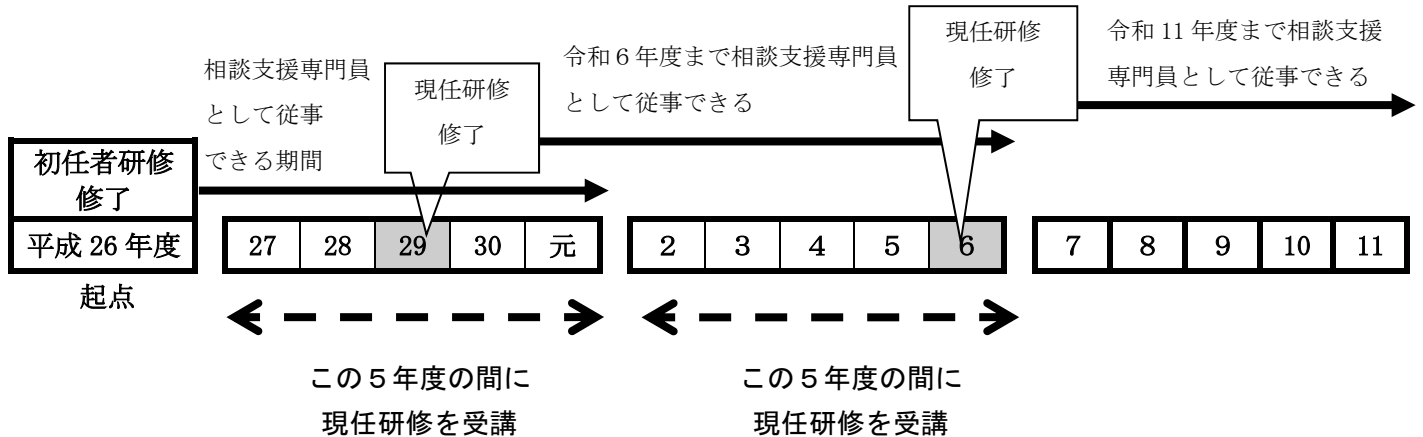 相談支援専門員
として従事
できる期間
現任研修
修了
令和６年度まで相談支援専門員
として従事できる
現任研修
修了
令和 11 年度まで相談支援
専門員として従事できる
初任者研修
修了
平成 26 年度
27 28 29 30 元
2 3 4 5 6
7 8 9 10 11
起点
この５年度の間に
現任研修を受講
この５年度の間に
現任研修を受講